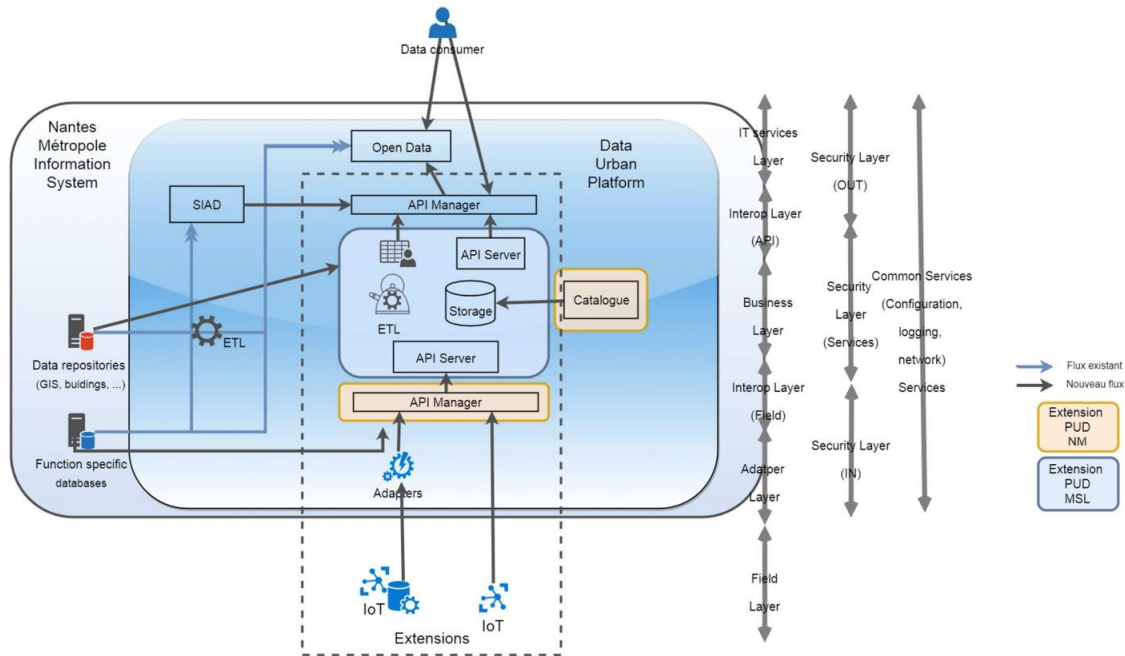 Data consumer
Nantes
Métropole
Information
System
Open Data
Data
Urban
Platform
SIAD
API Manager
API Server
ETL
Storage
Catalogue
API Server
API Manager
ETL
Data repositories
(GIS, buidings, ...)
Function specific
databases
Adapters
IoT
IoT
Extensions
IT services
Layer
Interop Layer
(API)
Business
Layer
Interop Layer
(Field)
Adatper
Layer
Field
Layer
Security Layer
(OUT)
Security
Layer
(Services)
Security Layer
(IN)
Common Services
(Configuration,
logging,
network)
Services
Flux existant
Nouveau flux
Extension
PUD
NM
Extension
PUD
MSL